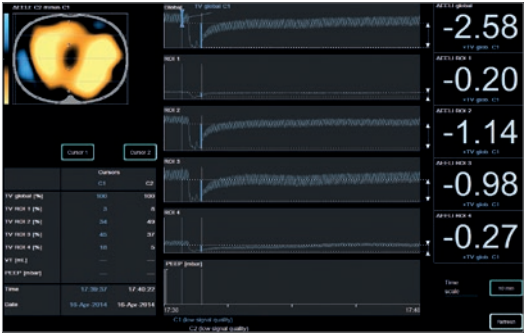 ΔEELI: C2 minus C1
Global TV global C1
ROI 1
ROI 2
ROI 3
ROI 4
PEEP [mbar]
17:30
17:40
C1 (low signal quality)
C2 (low signal quality)
Cursor 1 Cursor 2
Cursors
C1 C2
TV global [%] 100 100
TV ROI 1 [%] 3 8
TV ROI 2 [%] 34 49
TV ROI 3 [%] 45 37
TV ROI 4 [%] 18 5
VT [mL] --- ---
PEEP [mbar] --- ---
Time 17:30:37 17:40:22
Date 16-Apr-2014 16-Apr-2014
ΔEELI global
-2.58
×TV glob. C1
ΔEELI ROI 1
-0.20
×TV glob. C1
ΔEELI ROI 2
-1.14
×TV glob. C1
ΔEELI ROI 3
-0.98
×TV glob. C1
ΔEELI ROI 4
-0.27
×TV glob. C1
Time
scale
10 min
Refresh